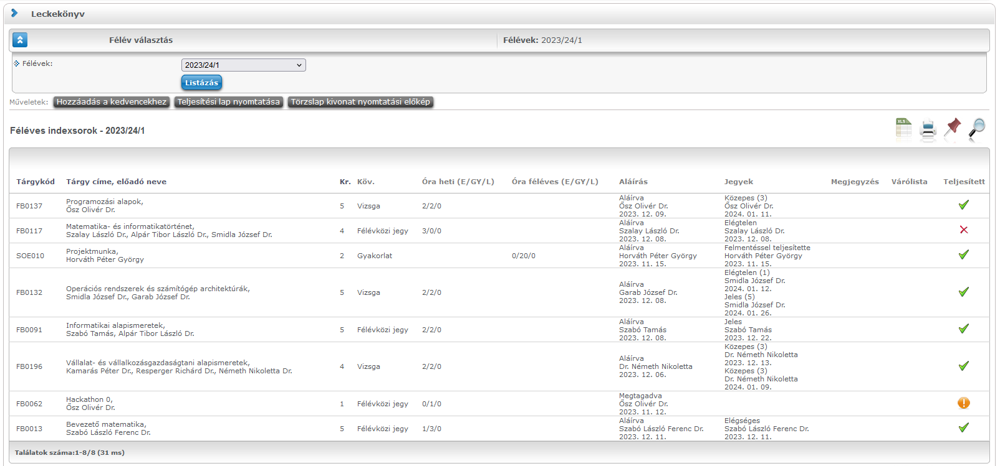 Leckekönyv
Félév választás
Félévek: 2023/24/1
Félévek:
2023/24/1
Listázás
Műveletek: Hozzáadás a kedvencekhez Teljesítési lap nyomtatása Törzslap kivonat nyomtatási előkép
Féléves indexsorok - 2023/24/1
XLS
Tárgykód Tárgy címe, előadó neve Kr. Köv. Óra heti (E/GY/L) Óra féléves (E/GY/L) Aláírás Jegyek Megjegyzés Várólista Teljesített
FB0137
Programozási alapok,
Ősz Olivér Dr.
5 Vizsga 2/2/0
Aláírva
Ősz Olivér Dr.
2023. 12. 09.
Közepes (3)
Ősz Olivér Dr.
2024. 01. 11.
FB0117
Matematika- és informatikatörténet,
Szalay László Dr., Alpár Tibor László Dr., Smidla József Dr.
4 Félévközi jegy 3/0/0
Aláírva
Szalay László Dr.
2023. 12. 08.
Elégtelen
Szalay László Dr.
2023. 12. 08.
SOE010
Projektmunka,
Horváth Péter György
2 Gyakorlat 0/20/0
Aláírva
Horváth Péter György
2023. 11. 15.
Felmentéssel teljesítette
Horváth Péter György
2023. 11. 15.
FB0132
Operációs rendszerek és számítógép architektúrák,
Smidla József Dr., Garab József Dr.
5 Vizsga 2/2/0
Aláírva
Garab József Dr.
2023. 12. 08.
Elégtelen (1)
Smidla József Dr.
2024. 01. 12.
Jeles (5)
Smidla József Dr.
2024. 01. 26.
FB0091
Informatikai alapismeretek,
Szabó Tamás, Alpár Tibor László Dr.
5 Félévközi jegy 2/2/0
Aláírva
Szabó Tamás
2023. 12. 08.
Jeles
Szabó Tamás
2023. 12. 22.
FB0196
Vállalat- és vállalkozásgazdaságtani alapismeretek,
Kamarás Péter Dr., Resperger Richárd Dr., Németh Nikoletta Dr.
4 Vizsga 2/2/0
Aláírva
Dr. Németh Nikoletta
2023. 12. 06.
Közepes (3)
Dr. Németh Nikoletta
2023. 12. 13.
Közepes (3)
Dr. Németh Nikoletta
2024. 01. 09.
FB0062
Hackathon 0,
Ősz Olivér Dr.
1 Félévközi jegy 0/1/0
Megtagadva
Ősz Olivér Dr.
2023. 11. 12.
FB0013
Bevezető matematika,
Szabó László Ferenc Dr.
5 Félévközi jegy 1/3/0
Aláírva
Szabó László Ferenc Dr.
2023. 12. 11.
Elégséges
Szabó László Ferenc Dr.
2023. 12. 11.
Találatok száma:1-8/8 (31 ms)